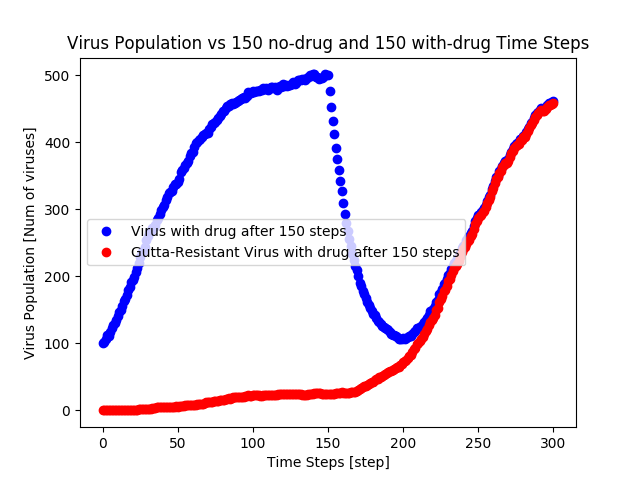 Virus Population vs 150 no-drug and 150 with-drug Time Steps
Virus Population [Num of viruses]
500
400
300
200
100
0
Virus with drug after 150 steps
Gutta-Resistant Virus with drug after 150 steps
0 50 100 150 200 250 300
Time Steps [step]